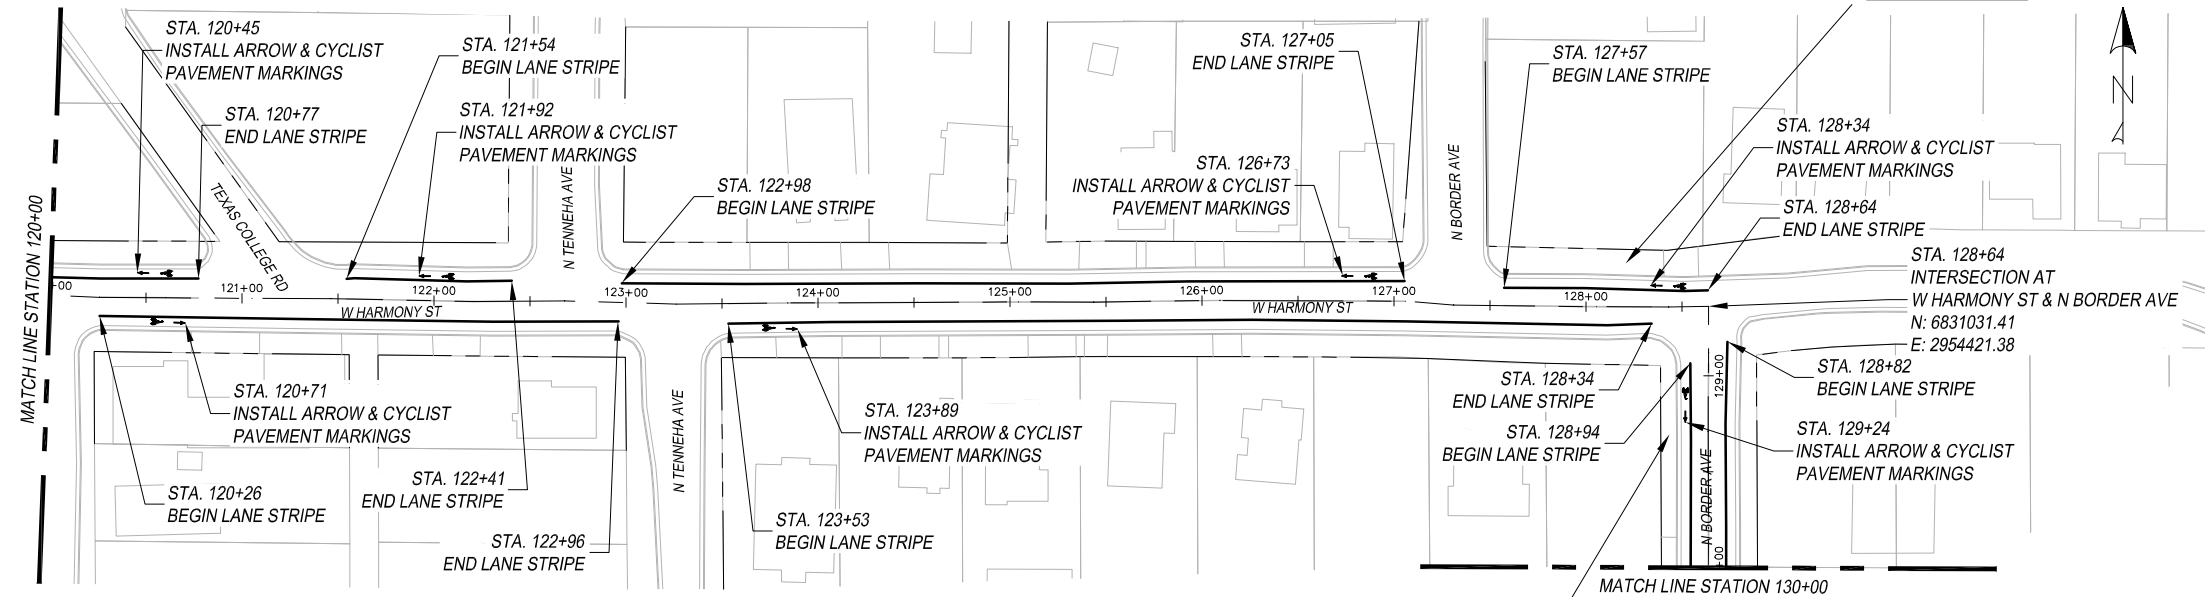 STA. 120+45
INSTALL ARROW & CYCLIST
PAVEMENT MARKINGS
STA. 120+77
END LANE STRIPE
STA. 121+54
BEGIN LANE STRIPE
STA. 121+92
INSTALL ARROW & CYCLIST
PAVEMENT MARKINGS
STA. 122+98
BEGIN LANE STRIPE
STA. 127+05
END LANE STRIPE
STA. 126+73
INSTALL ARROW & CYCLIST
PAVEMENT MARKINGS
STA. 127+57
BEGIN LANE STRIPE
STA. 128+34
INSTALL ARROW & CYCLIST
PAVEMENT MARKINGS
STA. 128+64
END LANE STRIPE
STA. 128+64
INTERSECTION AT
W HARMONY ST & N BORDER AVE
N: 6831031.41
E: 2954421.38
N
TEXAS COLLEGE RD
N TENNEHA AVE
N BORDER AVE
MATCH LINE STATION 120+00
+00
121+00
122+00
123+00
124+00
125+00
126+00
127+00
128+00
W HARMONY ST
W HARMONY ST
STA. 120+71
INSTALL ARROW & CYCLIST
PAVEMENT MARKINGS
STA. 120+26
BEGIN LANE STRIPE
STA. 122+41
END LANE STRIPE
STA. 122+96
END LANE STRIPE
N TENNEHA AVE
STA. 123+89
INSTALL ARROW & CYCLIST
PAVEMENT MARKINGS
STA. 123+53
BEGIN LANE STRIPE
STA. 128+34
END LANE STRIPE
STA. 128+94
BEGIN LANE STRIPE
129+00
N BORDER AVE
+00
STA. 128+82
BEGIN LANE STRIPE
STA. 129+24
INSTALL ARROW & CYCLIST
PAVEMENT MARKINGS
MATCH LINE STATION 130+00